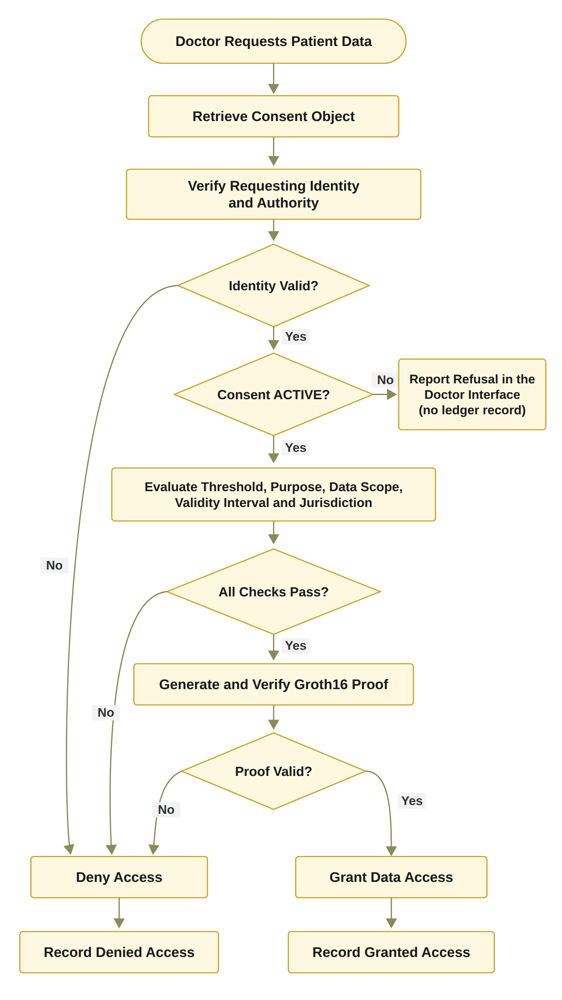 Doctor Requests Patient Data
Retrieve Consent Object
Verify Requesting Identity
and Authority
Identity Valid?
Yes
Consent ACTIVE?
No
Report Refusal in the
Doctor Interface
(no ledger record)
Yes
Evaluate Threshold, Purpose, Data Scope,
Validity Interval and Jurisdiction
No
All Checks Pass?
Yes
Generate and Verify Groth16 Proof
No
Proof Valid?
No
Yes
Deny Access
Grant Data Access
Record Denied Access
Record Granted Access